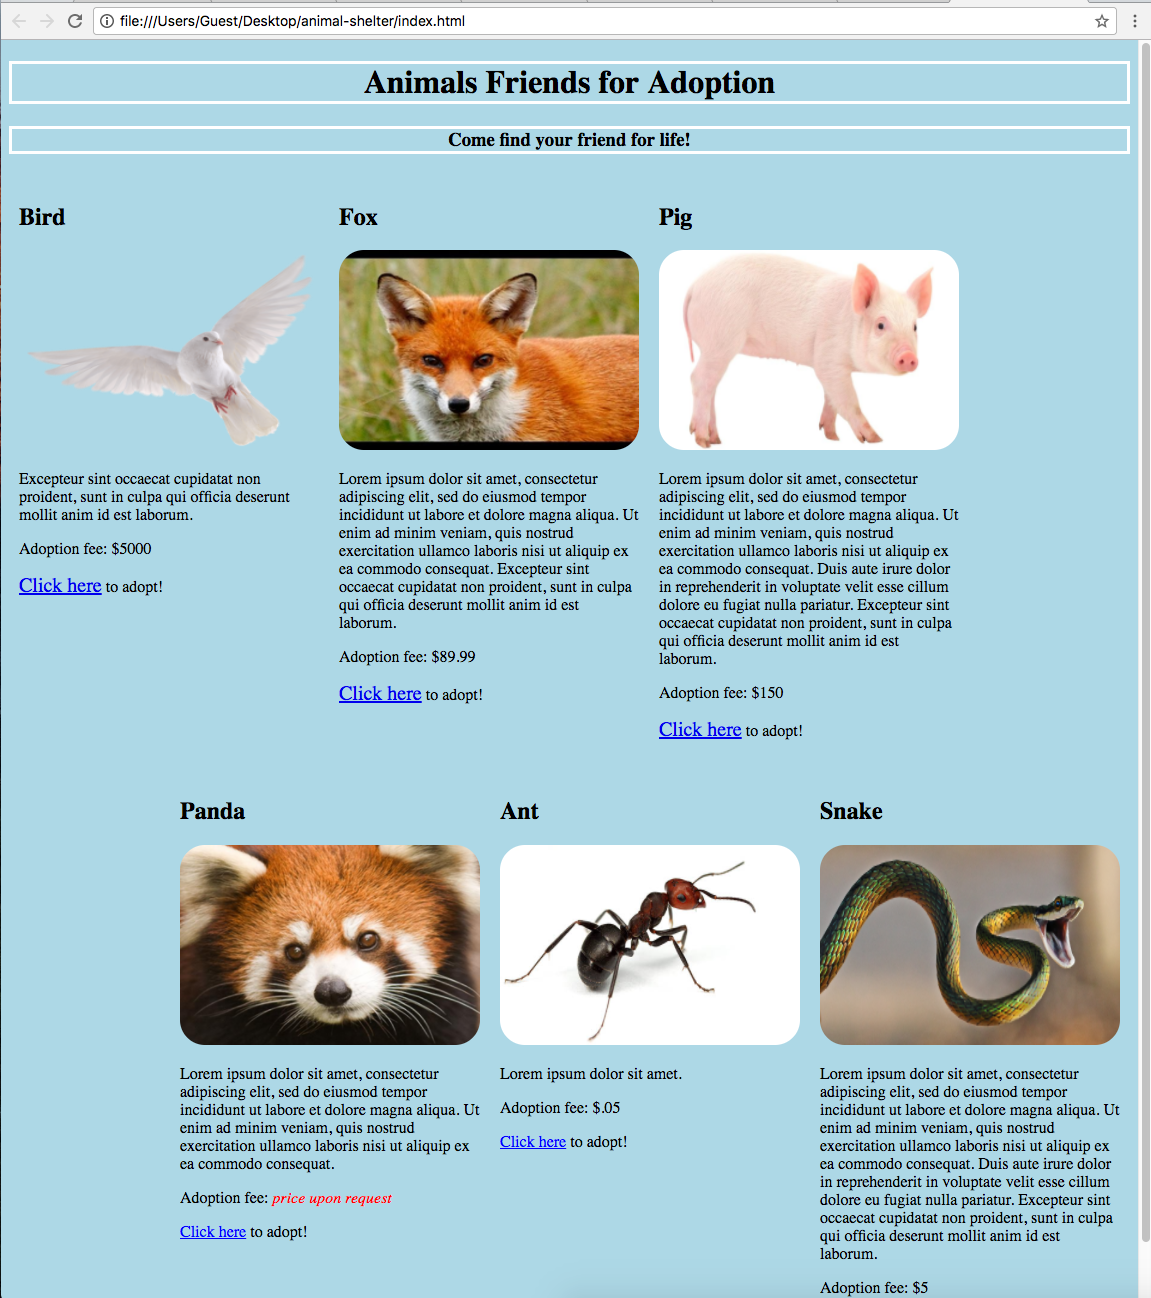 file:///Users/Guest/Desktop/animal-shelter/index.html
Animals Friends for Adoption
Come find your friend for life!
Bird
Excepteur sint occaecat cupidatat non
proident, sunt in culpa qui officia deserunt
mollit anim id est laborum.
Adoption fee: $5000
Click here to adopt!
Fox
Lorem ipsum dolor sit amet, consectetur
adipiscing elit, sed do eiusmod tempor
incididunt ut labore et dolore magna aliqua. Ut
enim ad minim veniam, quis nostrud
exercitation ullamco laboris nisi ut aliquip ex
ea commodo consequat. Excepteur sint
occaecat cupidatat non proident, sunt in culpa
qui officia deserunt mollit anim id est
laborum.
Adoption fee: $89.99
Click here to adopt!
Pig
Lorem ipsum dolor sit amet, consectetur
adipiscing elit, sed do eiusmod tempor
incididunt ut labore et dolore magna aliqua. Ut
enim ad minim veniam, quis nostrud
exercitation ullamco laboris nisi ut aliquip ex
ea commodo consequat. Duis aute irure dolor
in reprehenderit in voluptate velit esse cillum
dolore eu fugiat nulla pariatur. Excepteur sint
occaecat cupidatat non proident, sunt in culpa
qui officia deserunt mollit anim id est
laborum.
Adoption fee: $150
Click here to adopt!
Panda
Lorem ipsum dolor sit amet, consectetur
adipiscing elit, sed do eiusmod tempor
incididunt ut labore et dolore magna aliqua. Ut
enim ad minim veniam, quis nostrud
exercitation ullamco laboris nisi ut aliquip ex
ea commodo consequat.
Adoption fee: price upon request
Click here to adopt!
Ant
Lorem ipsum dolor sit amet.
Adoption fee: $.05
Click here to adopt!
Snake
Lorem ipsum dolor sit amet, consectetur
adipiscing elit, sed do eiusmod tempor
incididunt ut labore et dolore magna aliqua. Ut
enim ad minim veniam, quis nostrud
exercitation ullamco laboris nisi ut aliquip ex
ea commodo consequat. Duis aute irure dolor
in reprehenderit in voluptate velit esse cillum
dolore eu fugiat nulla pariatur. Excepteur sint
occaecat cupidatat non proident, sunt in culpa
qui officia deserunt mollit anim id est
laborum.
Adoption fee: $5